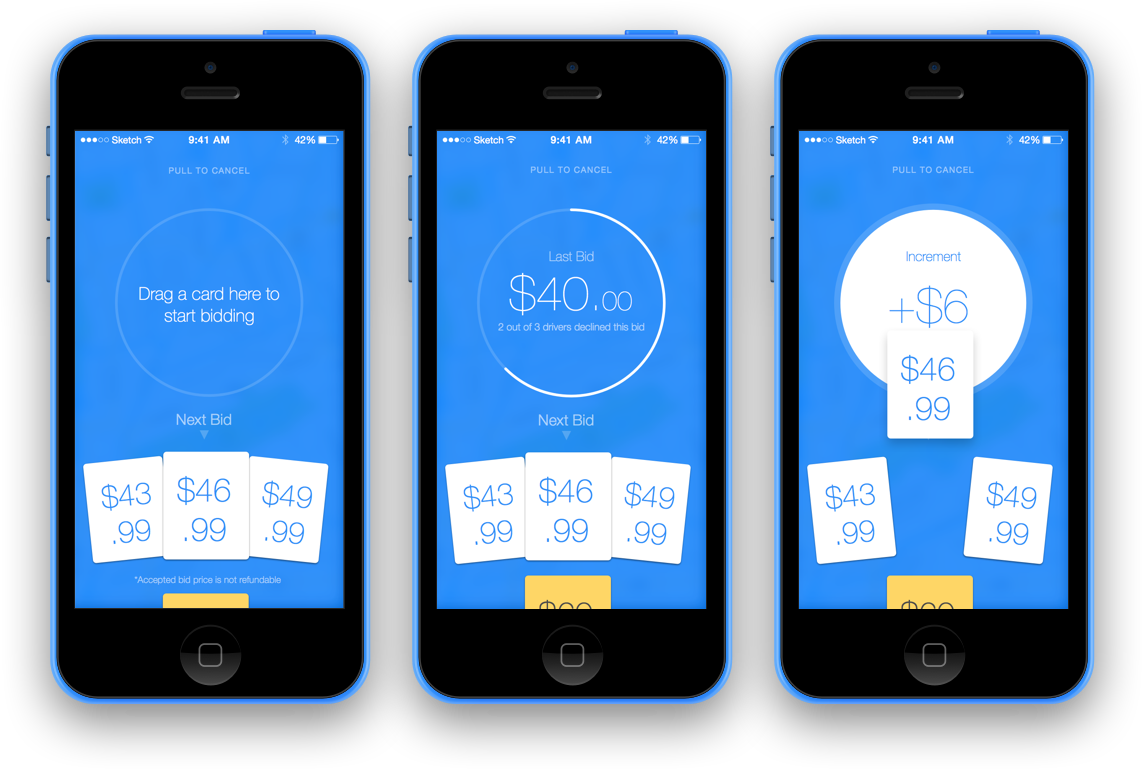 Sketch 9:41 AM 42%
PULL TO CANCEL
Drag a card here to
start bidding
Next Bid
$43
.99
$46
.99
$49
.99
*Accepted bid price is not refundable
Sketch 9:41 AM 42%
PULL TO CANCEL
Last Bid
$40.00
2 out of 3 drivers declined this bid
Next Bid
$43
.99
$46
.99
$49
.99
Sketch 9:41 AM 42%
PULL TO CANCEL
Increment
+$6
$46
.99
$43
.99
$49
.99